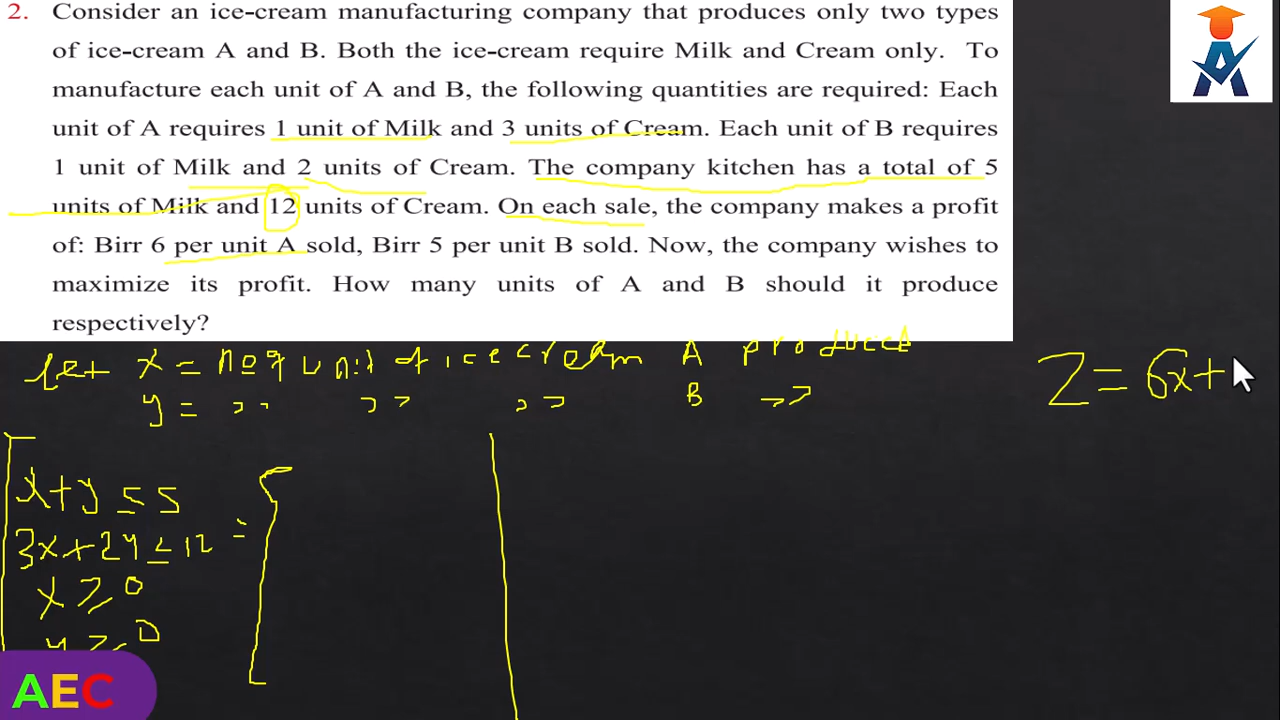 2. Consider an ice-cream manufacturing company that produces only two types
of ice-cream A and B. Both the ice-cream require Milk and Cream only. To
manufacture each unit of A and B, the following quantities are required: Each
unit of A requires 1 unit of Milk and 3 units of Cream. Each unit of B requires
1 unit of Milk and 2 units of Cream. The company kitchen has a total of 5
units of Milk and 12 units of Cream. On each sale, the company makes a profit
of: Birr 6 per unit A sold, Birr 5 per unit B sold. Now, the company wishes to
maximize its profit. How many units of A and B should it produce
respectively?
let x = no of unit of ice cream A produced
y = ,, ,, ,, B ,,
Z = 6x +
x + y ≤ 5
3x + 2y ≤ 12 =
x ≥ 0
y ≥ 0
AEC